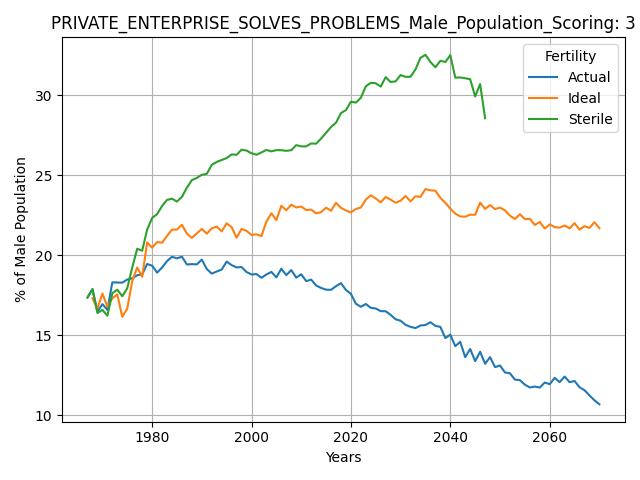 PRIVATE_ENTERPRISE_SOLVES_PROBLEMS_Male_Population_Scoring: 3
Fertility
Actual
Ideal
Sterile
% of Male Population
30
25
20
15
10
1980
2000
2020
2040
2060
Years